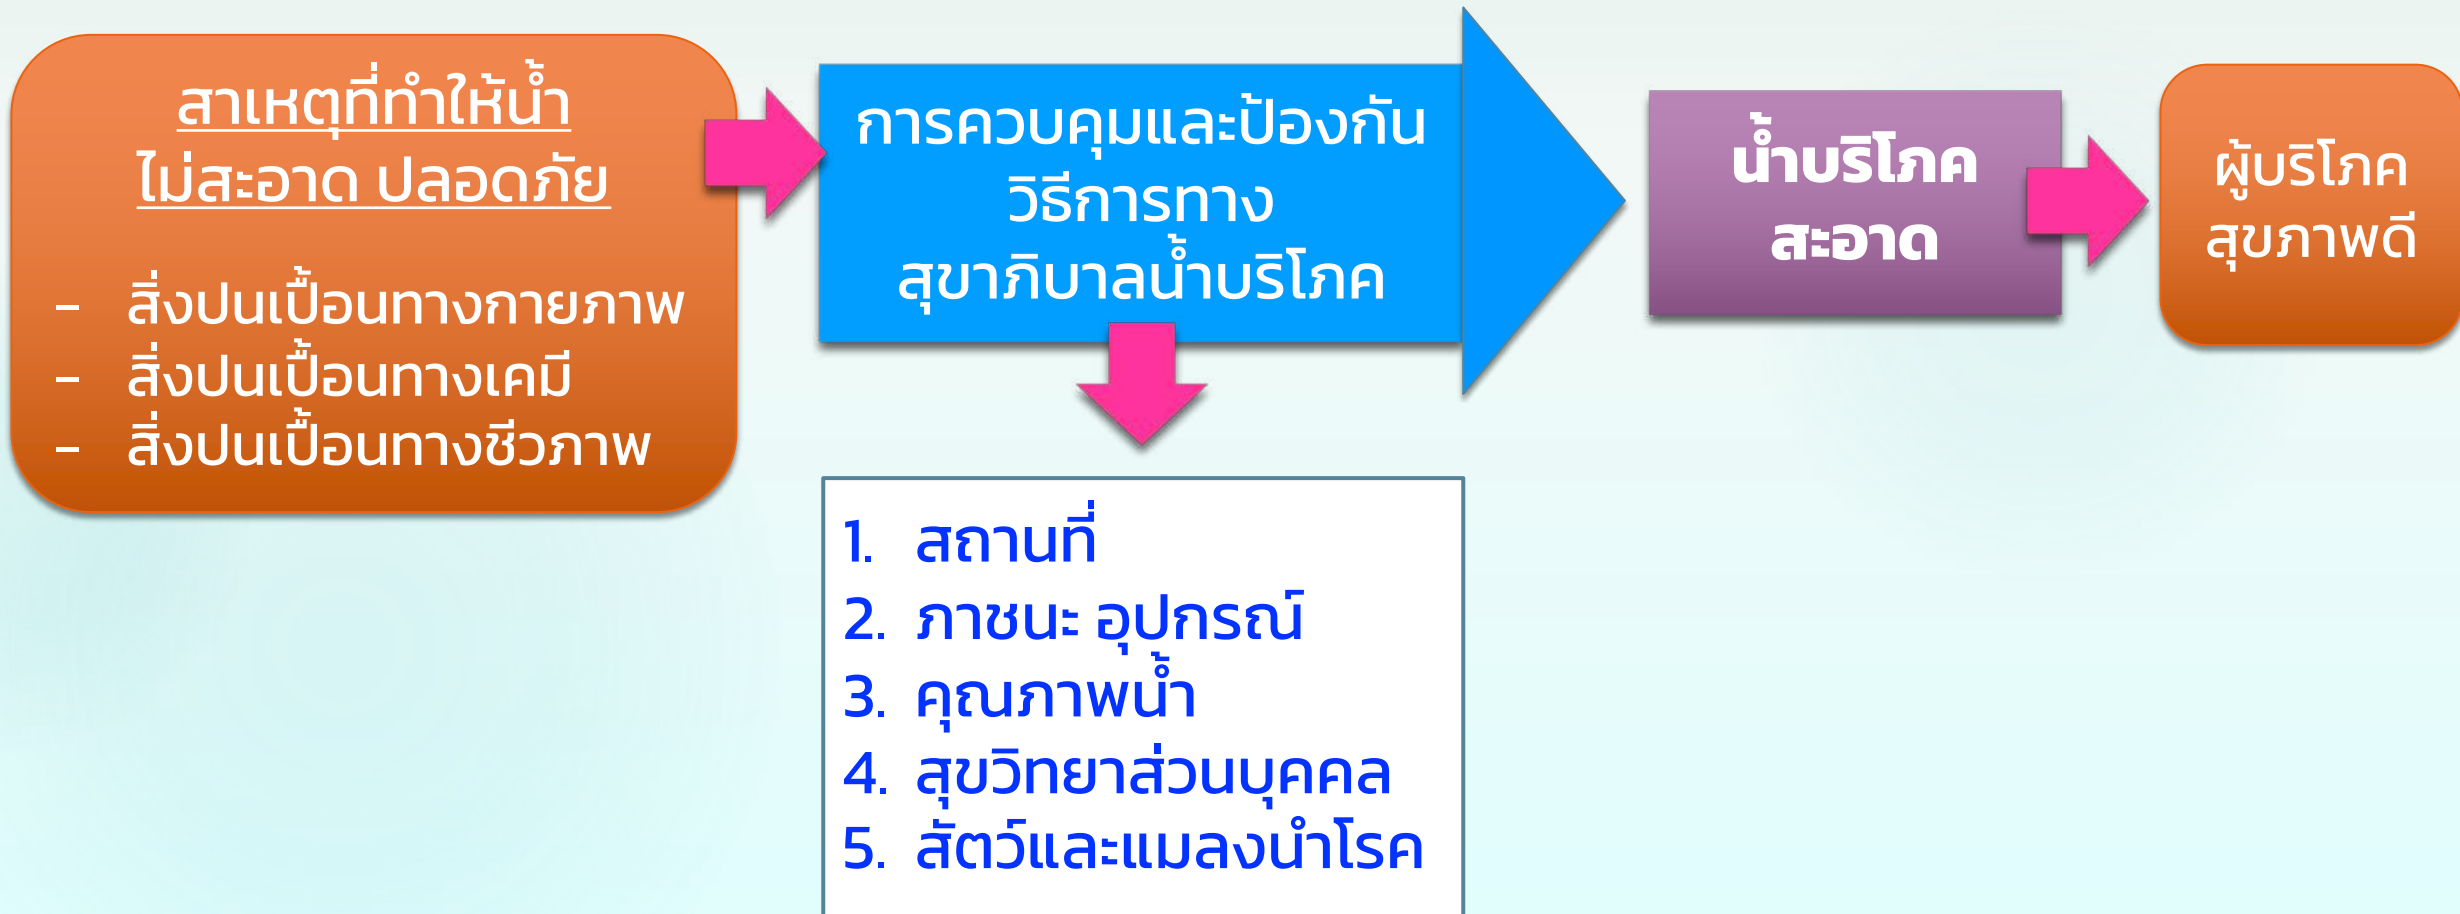 สาเหตุที่ทำให้น้ำ
ไม่สะอาด ปลอดภัย
- สิ่งปนเปื้อนทางกายภาพ
- สิ่งปนเปื้อนทางเคมี
- สิ่งปนเปื้อนทางชีวภาพ
การควบคุมและป้องกัน
วิธีการทาง
สุขาภิบาลน้ำบริโภค
1. สถานที่
2. ภาชนะ อุปกรณ์
3. คุณภาพน้ำ
4. สุขวิทยาส่วนบุคคล
5. สัตว์และแมลงนำโรค
น้ำบริโภค
สะอาด
ผู้บริโภค
สุขภาพดี